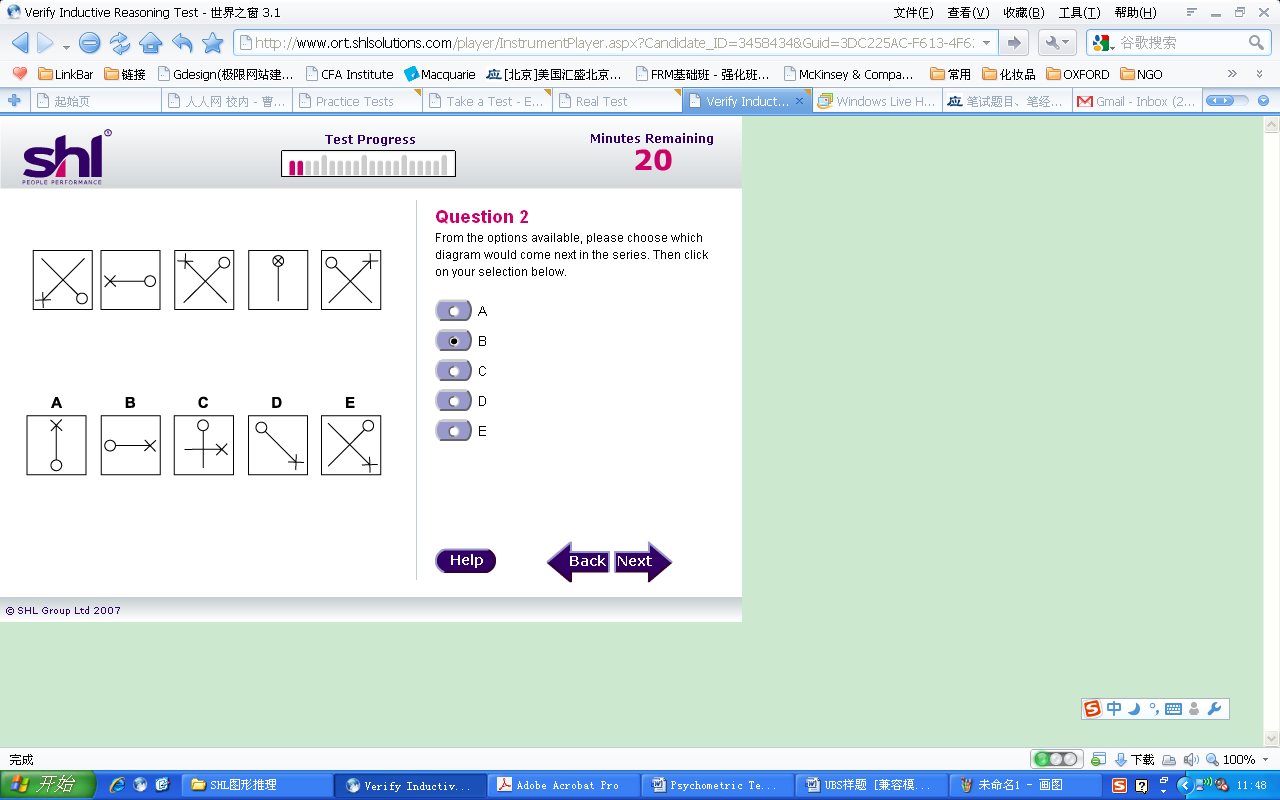 Verify Inductive Reasoning Test - 世界之窗 3.1
文件(F) 查看(V) 收藏(B) 工具(T) 帮助(H)
http://www.ort.shlsolutions.com/player/InstrumentPlayer.aspx?Candidate_ID=3458434&Guid=3DC225AC-F613-4F62
谷歌搜索
LinkBar 链接 Gdesign(极限网站建... CFA Institute Macquarie 应 [北京]美国汇盛北京... FRM基础班 - 强化班... McKinsey & Compa... 常用 化妆品 OXFORD NGO
起始页 人人网 校内 - 曹... Practice Tests Take a Test - E... Real Test Verify Induct... Windows Live H... 应 笔试题目、笔经... Gmail - Inbox (2...
shl
PEOPLE PERFORMANCE
Test Progress
Minutes Remaining
20
Question 2
From the options available, please choose which
diagram would come next in the series. Then click
on your selection below.
A
B
C
D
E
A B C D E
Help Back Next
© SHL Group Ltd 2007
中
完成
下载 100%
开始 SHL图形推理 Verify Inductiv... Adobe Acrobat Pro Psychometric Te... UBS样题 [兼容模... 未命名1 - 画图 11:48